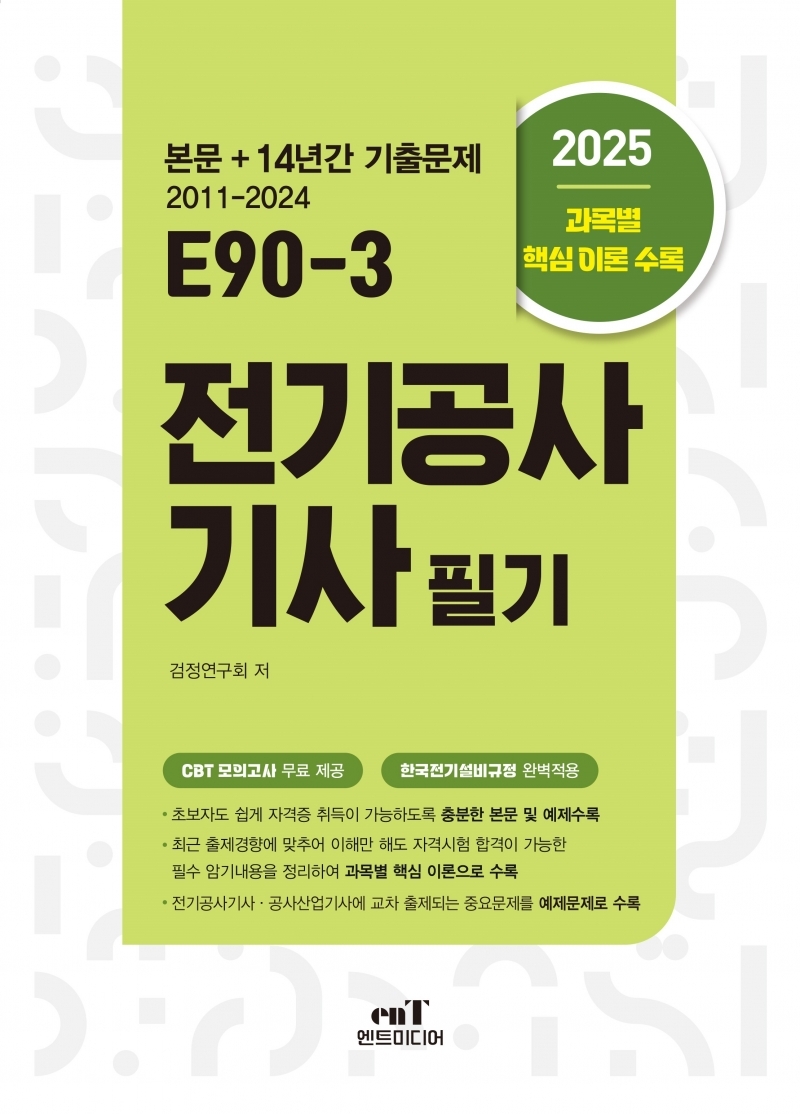 본문 + 14년간 기출문제
2011-2024
E90-3
2025
과목별
핵심 이론 수록
전기공사
기사 필기
검정연구회 저
CBT 모의고사 무료 제공
한국전기설비규정 완벽적용
• 초보자도 쉽게 자격증 취득이 가능하도록 충분한 본문 및 예제수록
• 최근 출제경향에 맞추어 이해만 해도 자격시험 합격이 가능한
필수 암기내용을 정리하여 과목별 핵심 이론으로 수록
• 전기공사기사 · 공사산업기사에 교차 출제되는 중요문제를 예제문제로 수록
enT
엔트미디어